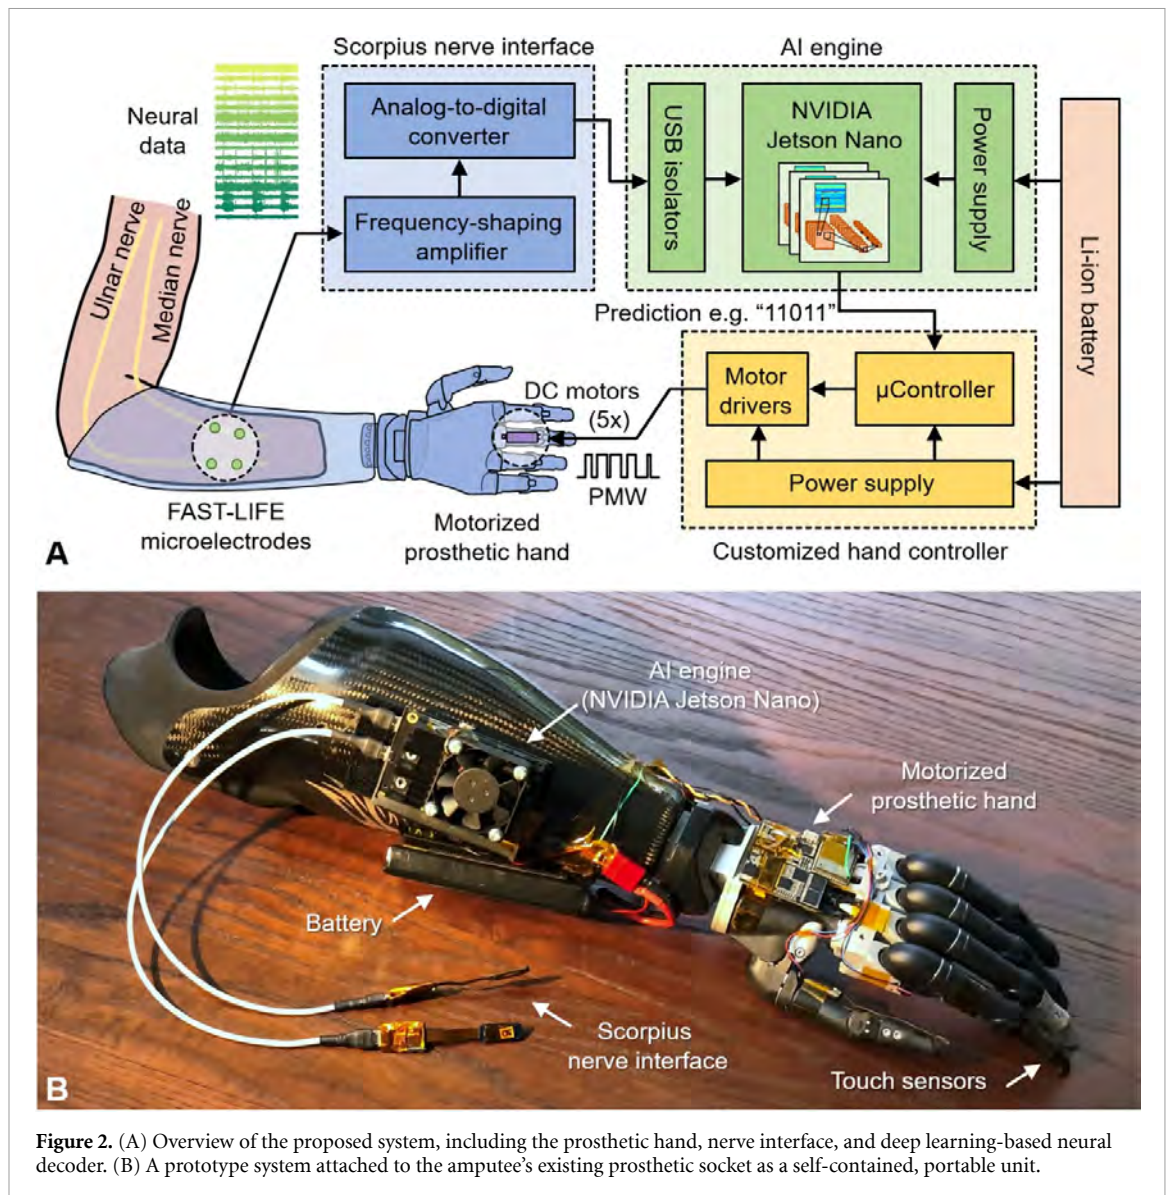 Scorpius nerve interface
AI engine
Neural
data
Analog-to-digital
converter
Frequency-shaping
amplifier
USB isolators
NVIDIA
Jetson Nano
Power supply
Li-ion battery
Ulnar nerve
Median nerve
Prediction e.g. “11011”
Motor
drivers
μController
Power supply
DC motors
(5x)
PMW
FAST-LIFE
microelectrodes
Motorized
prosthetic hand
Customized hand controller
A
AI engine
(NVIDIA Jetson Nano)
Motorized
prosthetic hand
Battery
Scorpius
nerve interface
Touch sensors
B
Figure 2. (A) Overview of the proposed system, including the prosthetic hand, nerve interface, and deep learning-based neural
decoder. (B) A prototype system attached to the amputee’s existing prosthetic socket as a self-contained, portable unit.